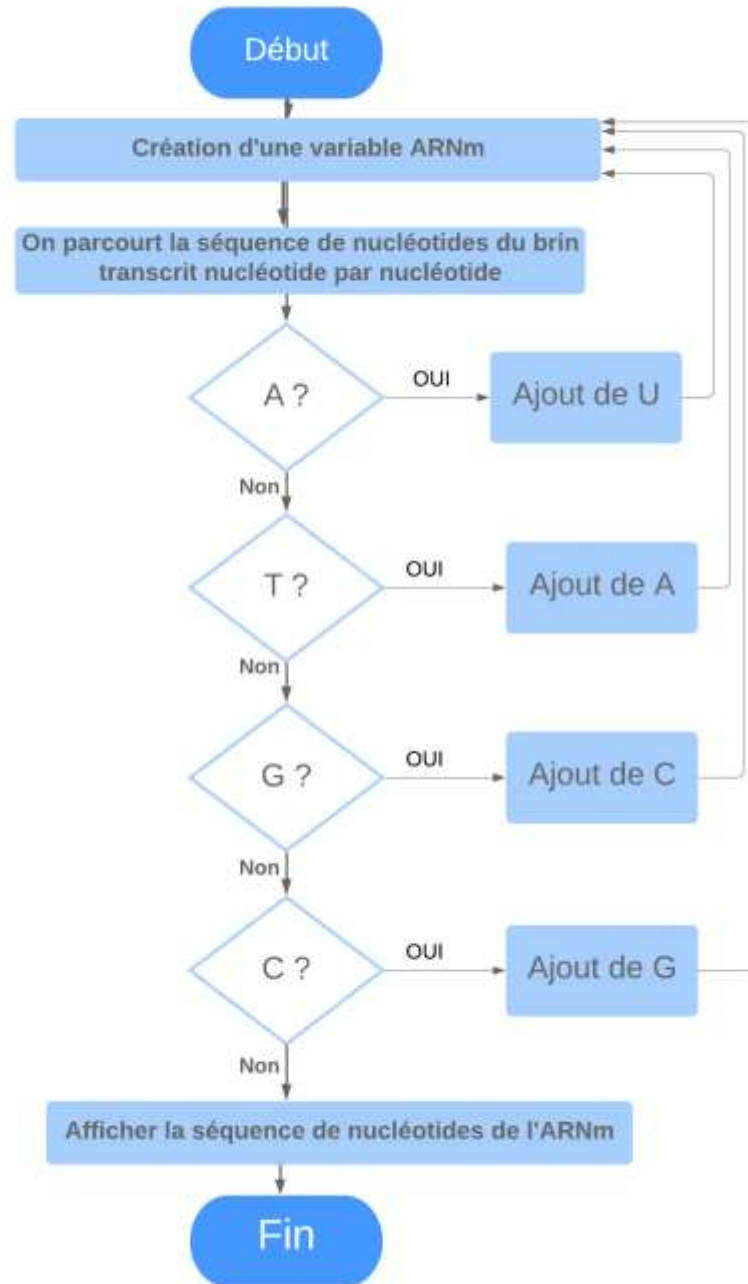 Début
Création d'une variable ARNm
On parcourt la séquence de nucléotides du brin
transcrit nucléotide par nucléotide
A ?
OUI
Ajout de U
Non
T ?
OUI
Ajout de A
Non
G ?
OUI
Ajout de C
Non
C ?
OUI
Ajout de G
Non
Afficher la séquence de nucléotides de l'ARNm
Fin